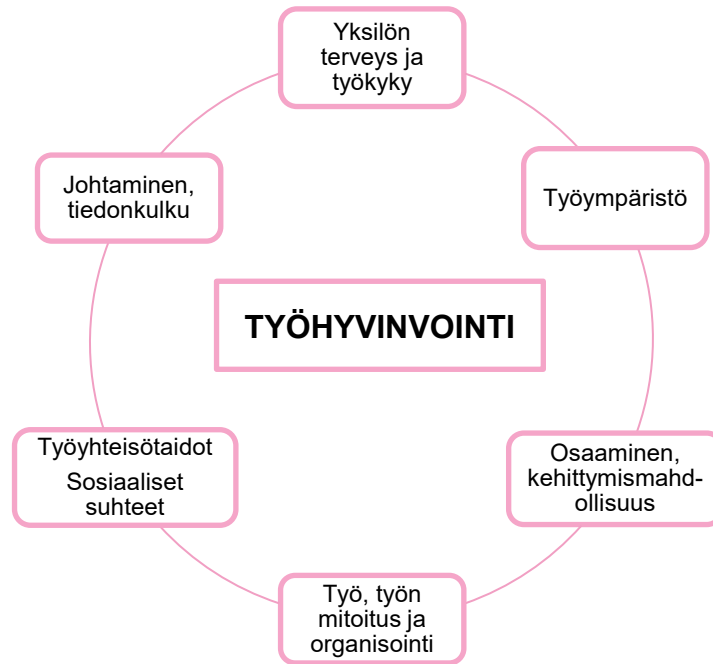 Yksilön
terveys ja
työkyky
Johtaminen,
tiedonkulku
Työympäristö
TYÖHYVINVOINTI
Työyhteisötaidot
Sosiaaliset
suhteet
Osaaminen,
kehittymismahd-
ollisuus
Työ, työn
mitoitus ja
organisointi